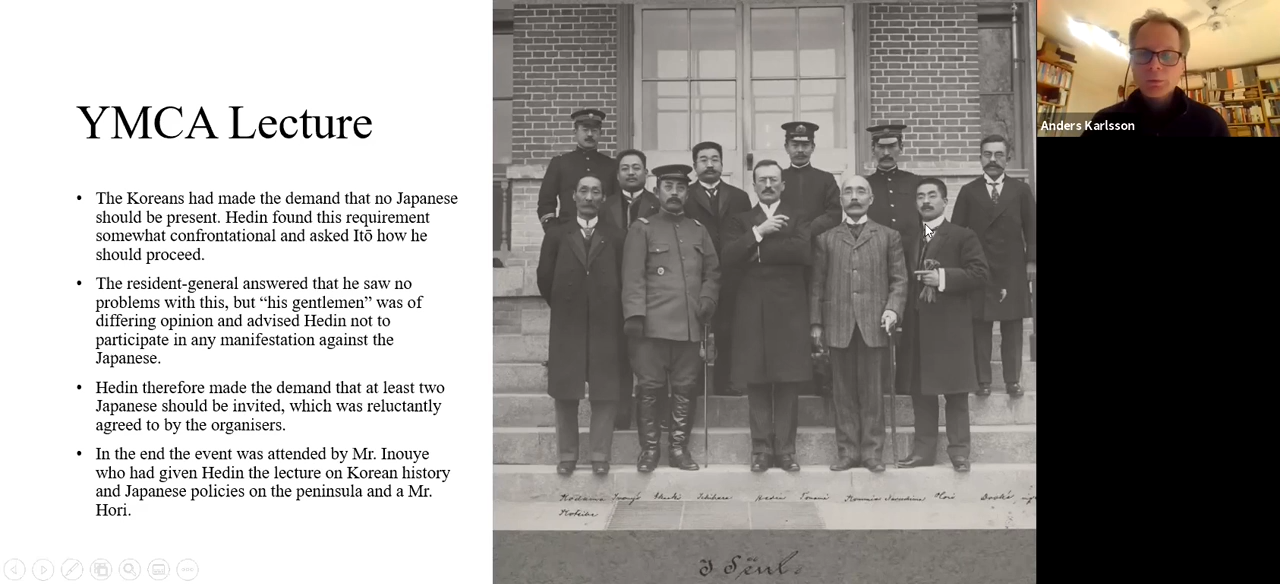 YMCA Lecture
• The Koreans had made the demand that no Japanese
should be present. Hedin found this requirement
somewhat confrontational and asked Itō how he
should proceed.
• The resident-general answered that he saw no
problems with this, but “his gentlemen” was of
differing opinion and advised Hedin not to
participate in any manifestation against the
Japanese.
• Hedin therefore made the demand that at least two
Japanese should be invited, which was reluctantly
agreed to by the organisers.
• In the end the event was attended by Mr. Inouye
who had given Hedin the lecture on Korean history
and Japanese policies on the peninsula and a Mr.
Hori.
Anders Karlsson
Kodama Hedin Hori